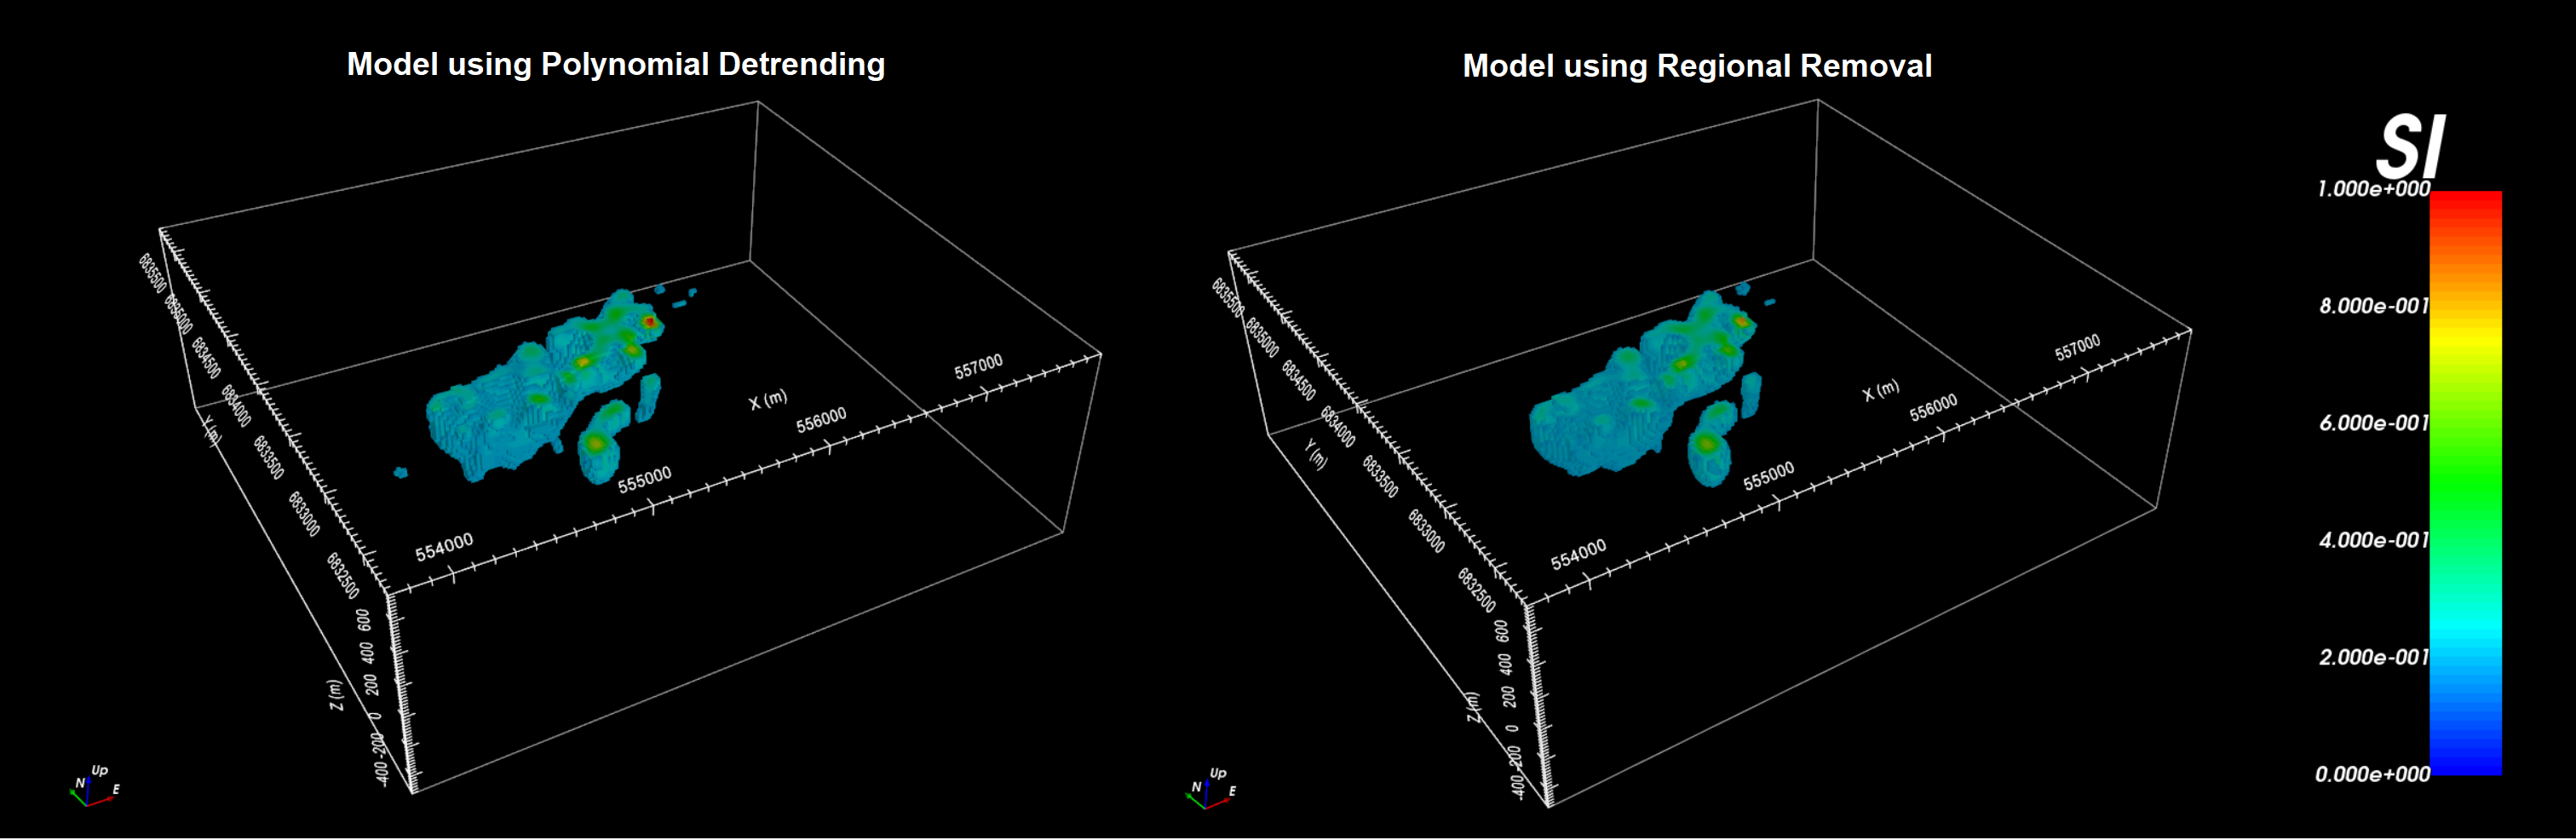 Model using Polynomial Detrending
6835500
6835000
6834500
6834000
6833500
6833000
6832500
Y (m)
X (m)
554000
555000
556000
557000
Z (m)
600
400
200
0
-200
-400
N
Up
E
Model using Regional Removal
6835500
6835000
6834500
6834000
6833500
6833000
6832500
Y (m)
X (m)
554000
555000
556000
557000
Z (m)
600
400
200
0
-200
-400
N
Up
E
SI
1.000e+000
8.000e-001
6.000e-001
4.000e-001
2.000e-001
0.000e+000